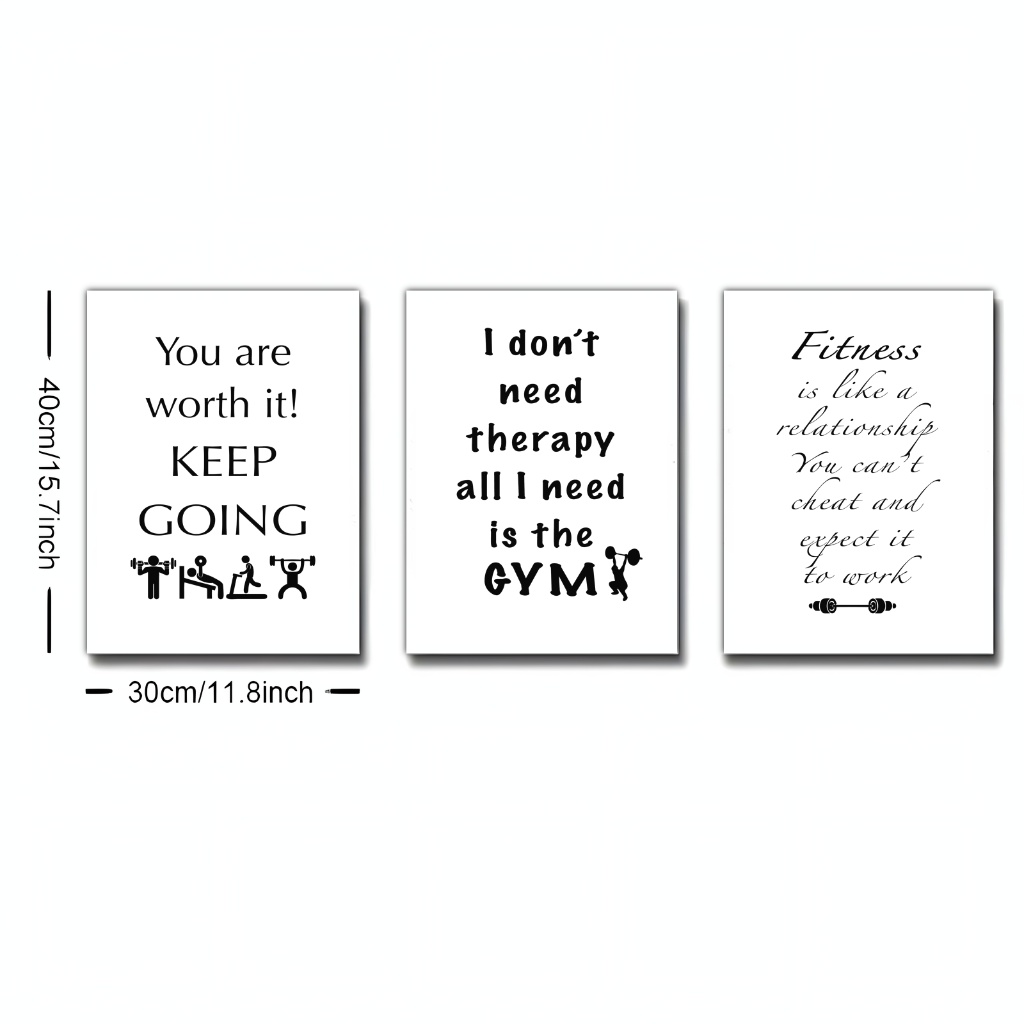 You are
worth it!
KEEP
GOING
I don't
need
therapy
all I need
is the
GYM
Fitness
is like a
relationship
You can't
cheat and
expect it
to work
40cm/15.7inch
30cm/11.8inch